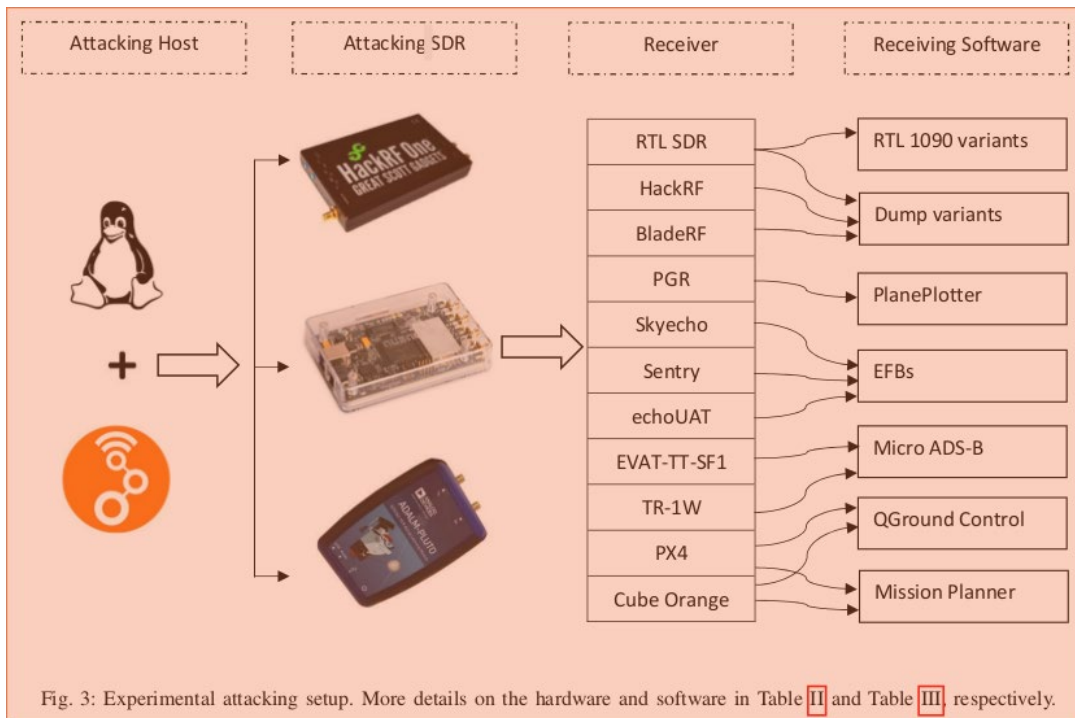 Attacking Host
Attacking SDR
Receiver
Receiving Software
HackRF One
GREAT SCOTT GADGETS
ADALM-PLUTO
+
RTL SDR
HackRF
BladeRF
PGR
Skyecho
Sentry
echoUAT
EVAT-TT-SF1
TR-1W
PX4
Cube Orange
RTL 1090 variants
Dump variants
PlanePlotter
EFBs
Micro ADS-B
QGround Control
Mission Planner
Fig. 3: Experimental attacking setup. More details on the hardware and software in Table II and Table III, respectively.